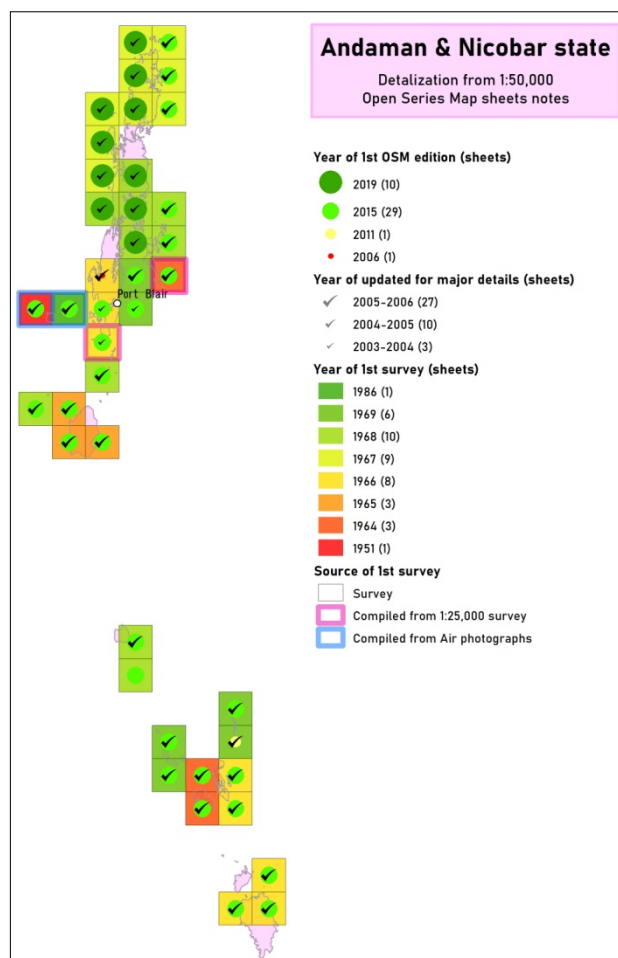 Andaman & Nicobar state
Detalization from 1:50,000
Open Series Map sheets notes
Year of 1st OSM edition (sheets)
2019 (10)
2015 (29)
2011 (1)
2006 (1)
Year of updated for major details (sheets)
2005-2006 (27)
2004-2005 (10)
2003-2004 (3)
Year of 1st survey (sheets)
1986 (1)
1969 (6)
1968 (10)
1967 (9)
1966 (8)
1965 (3)
1964 (3)
1951 (1)
Source of 1st survey
Survey
Compiled from 1:25,000 survey
Compiled from Air photographs
Port Blair